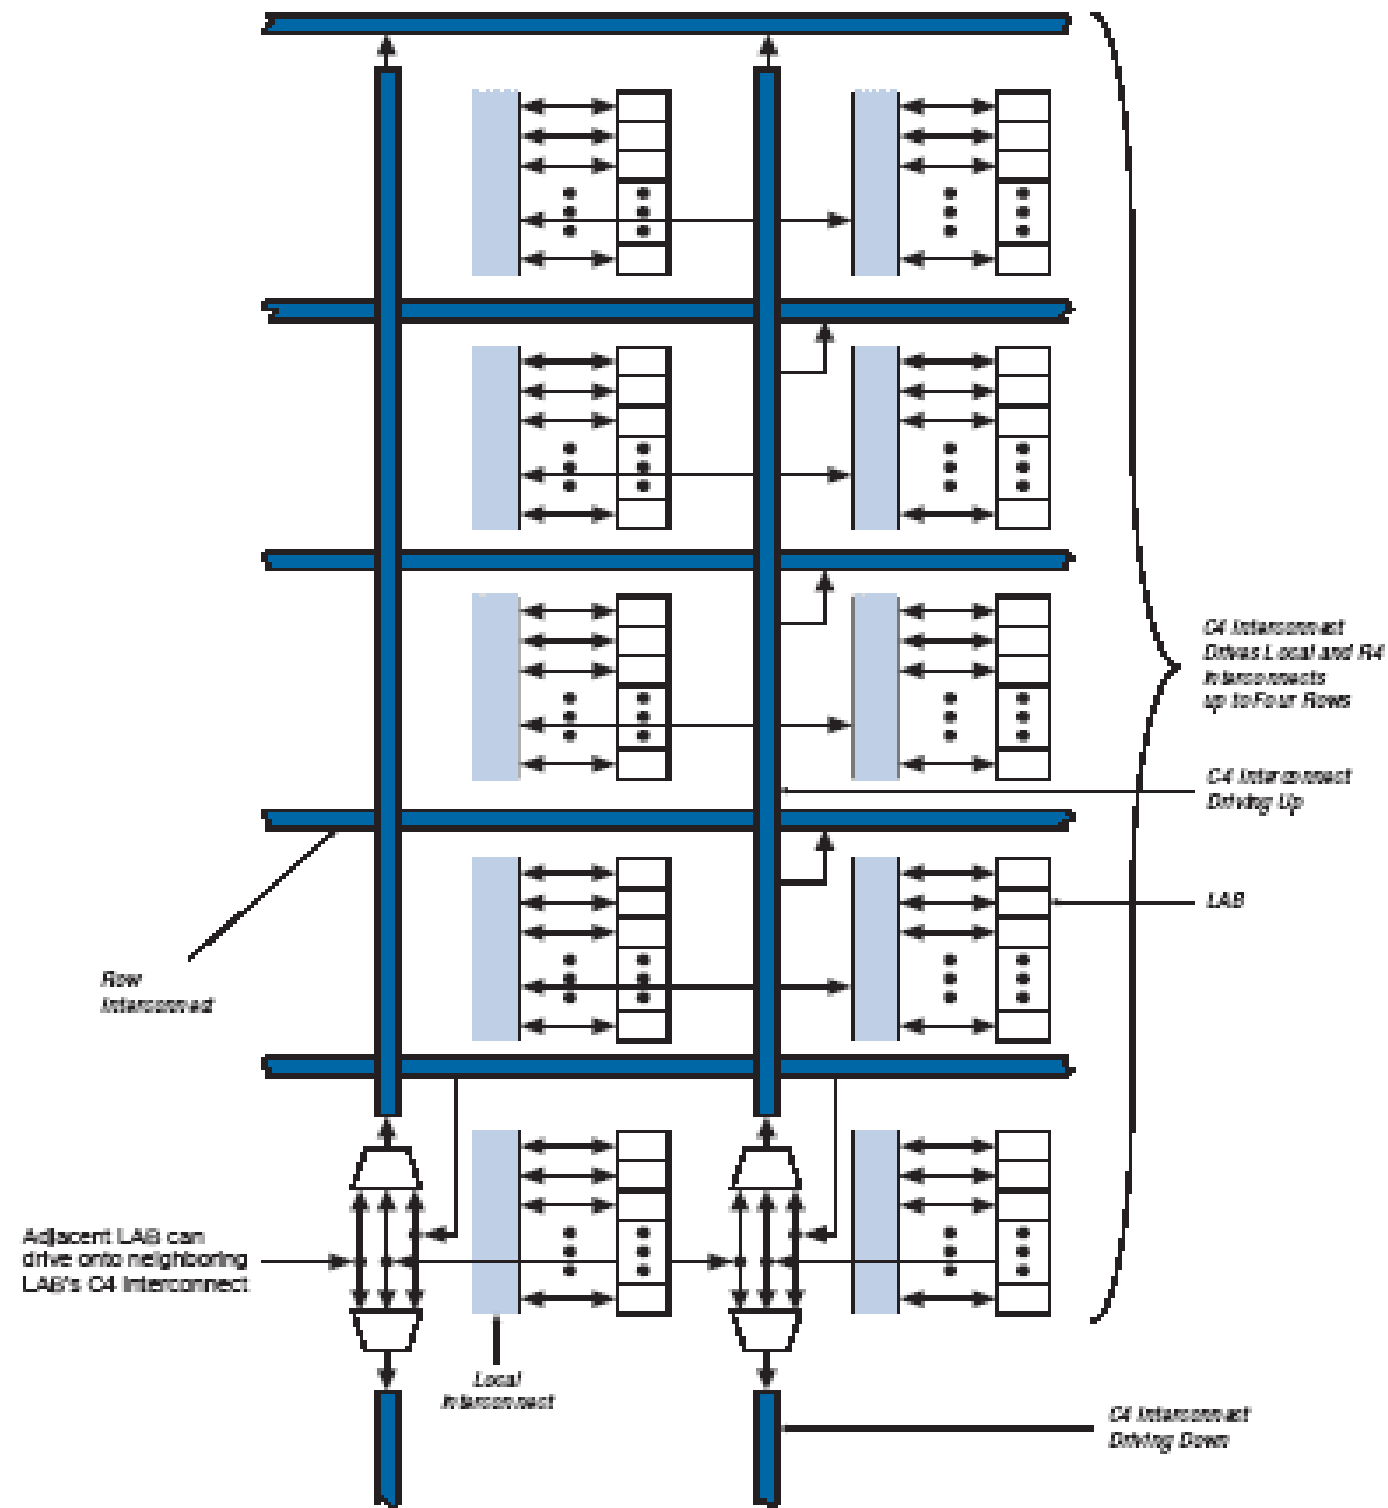 C4 Interconnect
Drives Local and R4
Interconnects
up to Four Rows
C4 Interconnect
Driving Up
LAB
Row
Interconnect
Adjacent LAB can
drive onto neighboring
LAB's C4 Interconnect
Local
Interconnect
C4 Interconnect
Driving Down